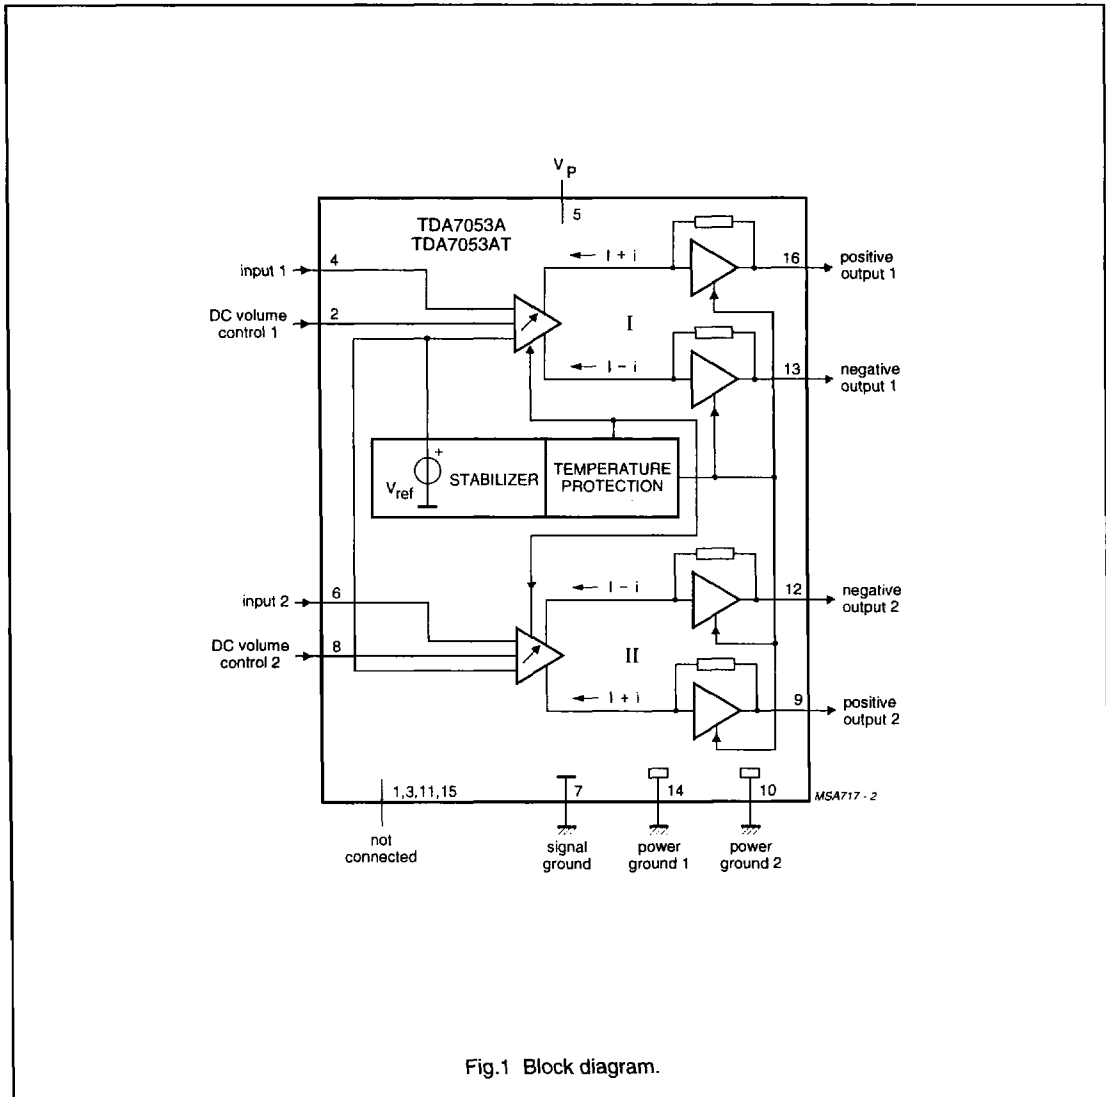 V_P
5
TDA7053A
TDA7053AT
input 1
4
I + i
16
positive
output 1
DC volume
control 1
2
I
I – i
13
negative
output 1
+
V_ref
STABILIZER
TEMPERATURE
PROTECTION
input 2
6
I – i
12
negative
output 2
DC volume
control 2
8
II
I + i
9
positive
output 2
1,3,11,15
7
14
10
MSA717 - 2
not
connected
signal
ground
power
ground 1
power
ground 2
Fig.1 Block diagram.